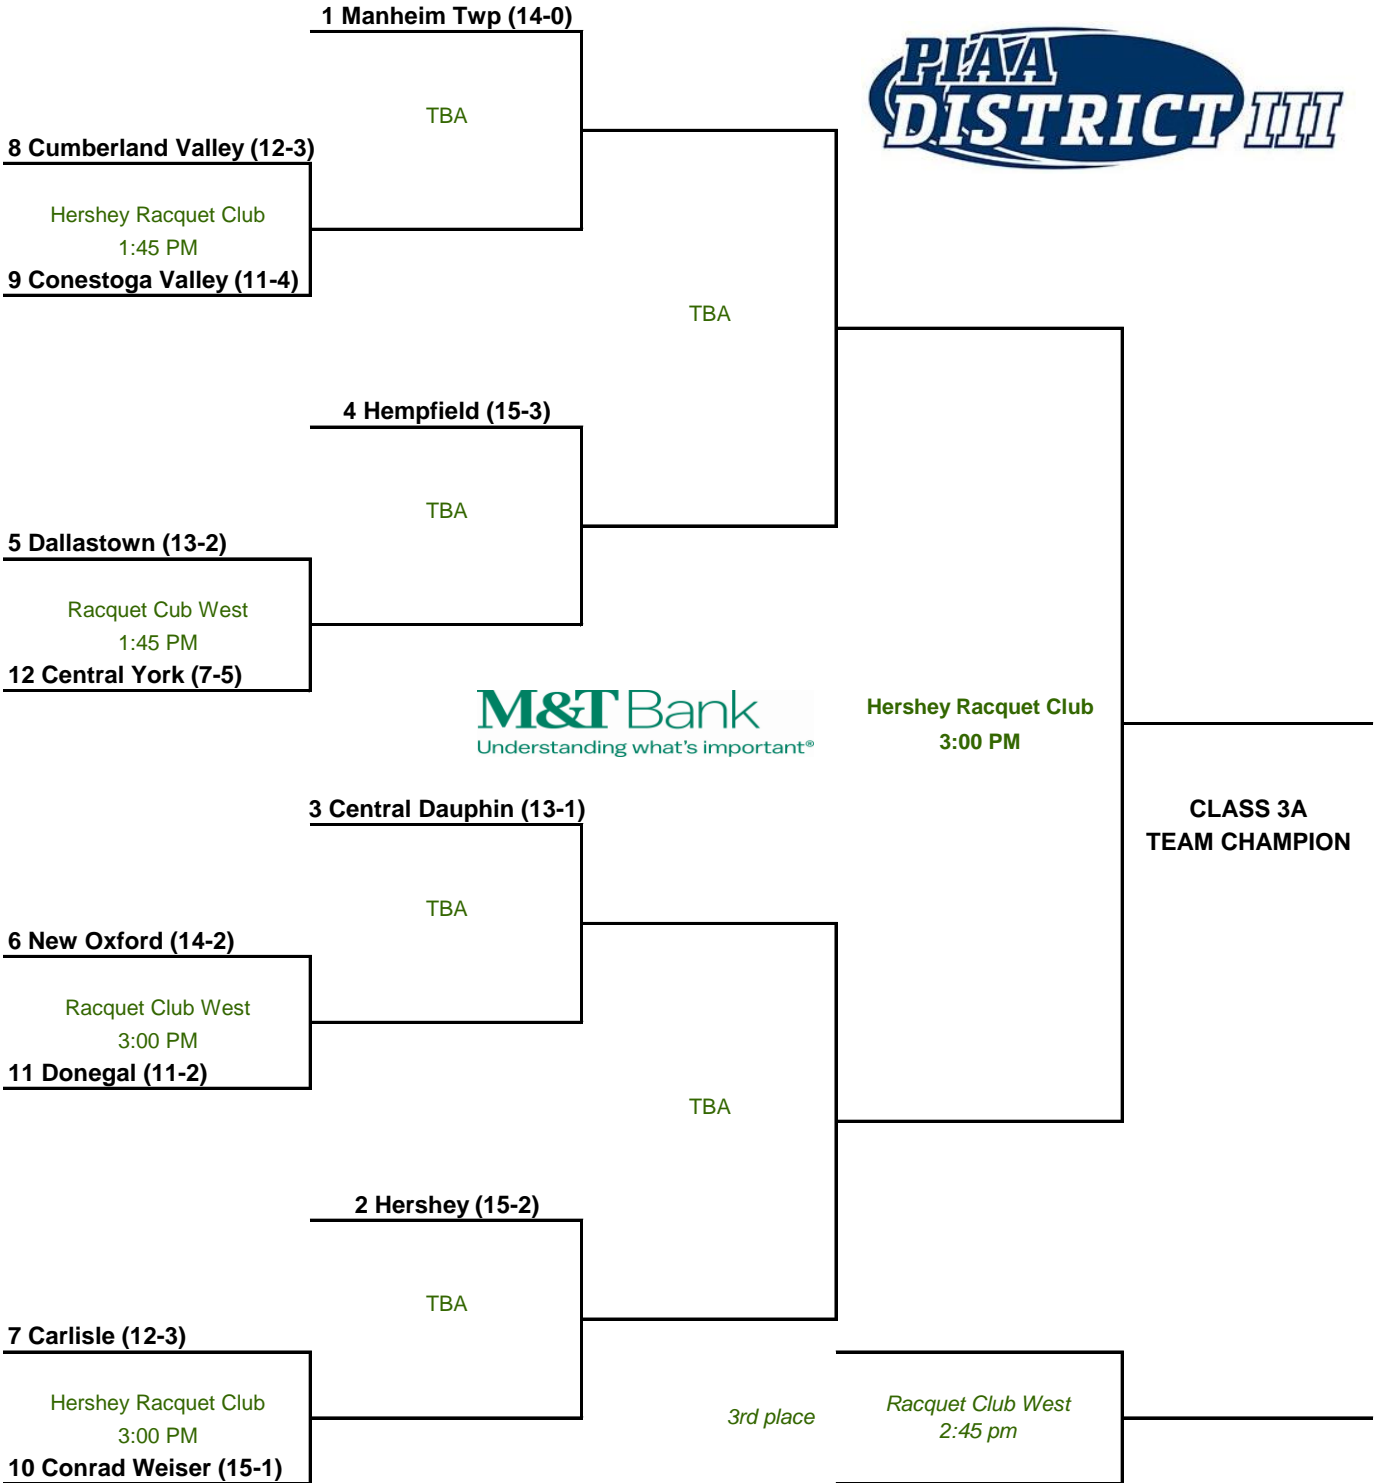 1 Manheim Twp (14-0)
PIAA
DISTRICT III
TBA
8 Cumberland Valley (12-3)
Hershey Racquet Club
1:45 PM
9 Conestoga Valley (11-4)
TBA
4 Hempfield (15-3)
TBA
5 Dallastown (13-2)
Racquet Cub West
1:45 PM
12 Central York (7-5)
M&T Bank
Understanding what's important®
Hershey Racquet Club
3:00 PM
3 Central Dauphin (13-1)
CLASS 3A
TEAM CHAMPION
TBA
6 New Oxford (14-2)
Racquet Club West
3:00 PM
11 Donegal (11-2)
TBA
2 Hershey (15-2)
TBA
7 Carlisle (12-3)
Hershey Racquet Club
3:00 PM
10 Conrad Weiser (15-1)
3rd place
Racquet Club West
2:45 pm